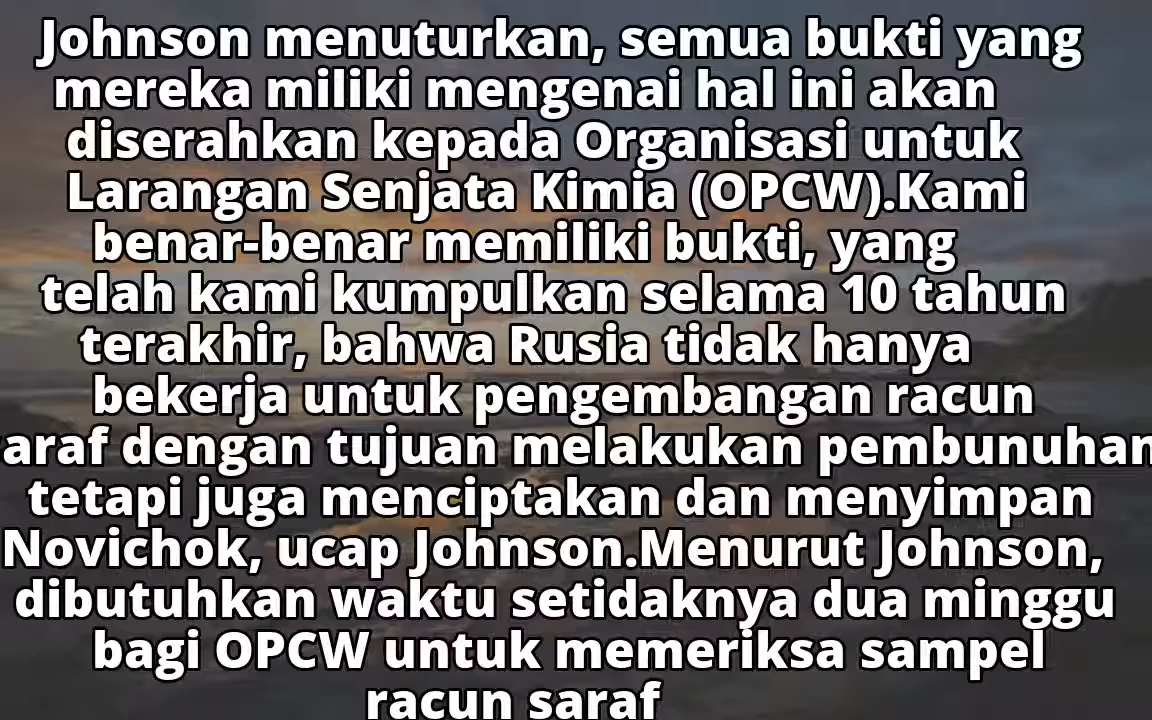 Johnson menuturkan, semua bukti yang
mereka miliki mengenai hal ini akan
diserahkan kepada Organisasi untuk
Larangan Senjata Kimia (OPCW).Kami
benar-benar memiliki bukti, yang
telah kami kumpulkan selama 10 tahun
terakhir, bahwa Rusia tidak hanya
bekerja untuk pengembangan racun
araf dengan tujuan melakukan pembunuhan
tetapi juga menciptakan dan menyimpan
Novichok, ucap Johnson.Menurut Johnson,
dibutuhkan waktu setidaknya dua minggu
bagi OPCW untuk memeriksa sampel
racun saraf